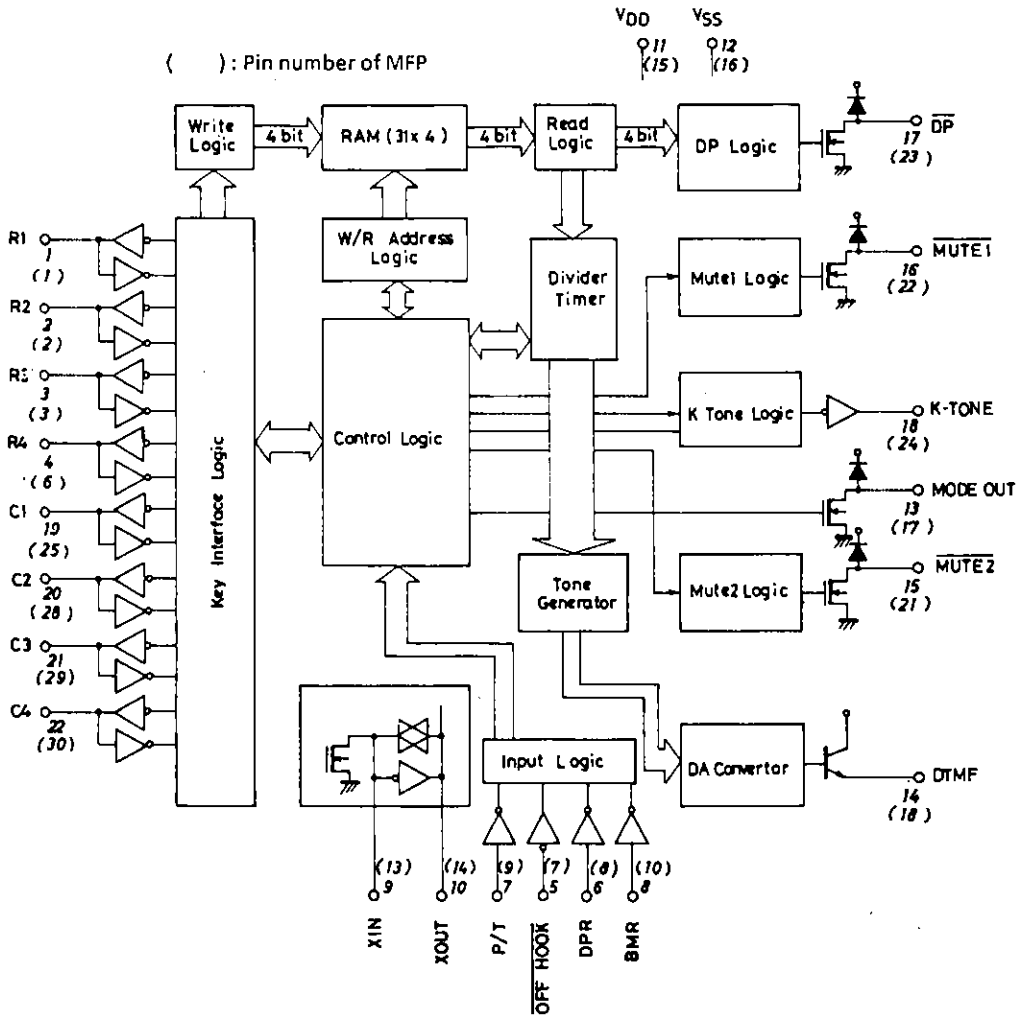 VDD VSS
11 12
(15) (16)
( ) : Pin number of MFP
Write Logic
4 bit
RAM (31x 4)
4 bit
Read Logic
4 bit
DP Logic
DP
17
(23)
R1
1
(1)
R2
2
(2)
R3
3
(3)
R4
4
(6)
C1
19
(25)
C2
20
(28)
C3
21
(29)
C4
22
(30)
Key Interface Logic
W/R Address Logic
Control Logic
Divider Timer
Mute1 Logic
MUTE1
16
(22)
K Tone Logic
K-TONE
18
(24)
MODE OUT
13
(17)
Tone Generator
Mute2 Logic
MUTE2
15
(21)
Input Logic
DA Convertor
DTMF
14
(18)
(13) (14) (9) (7) (8) (10)
9 10 7 5 6 8
XIN XOUT P/T OFF HOOK DPR BMR